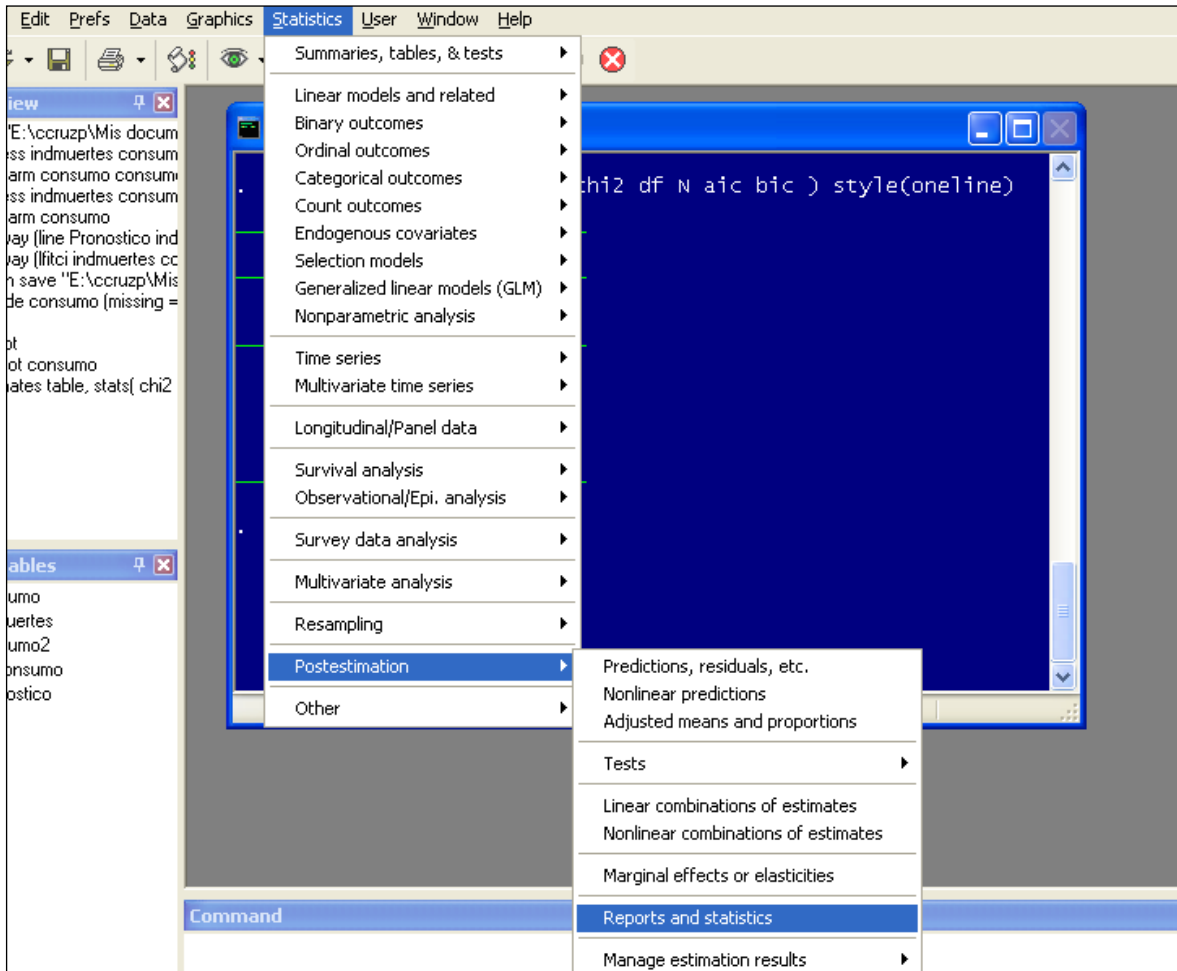 Edit Prefs Data Graphics Statistics User Window Help
iew
"E:\ccruzp\Mis docum
ess indmuertes consum
arm consumo consum
ess indmuertes consum
arm consumo
way (line Pronostico ind
way (lfitci indmuertes cc
h save "E:\ccruzp\Mis
de consumo (missing =
ot
ot consumo
ates table, stats( chi2
ables
umo
uertes
umo2
onsumo
ostico
Summaries, tables, & tests
Linear models and related
Binary outcomes
Ordinal outcomes
Categorical outcomes
Count outcomes
Endogenous covariates
Selection models
Generalized linear models (GLM)
Nonparametric analysis
Time series
Multivariate time series
Longitudinal/Panel data
Survival analysis
Observational/Epi. analysis
Survey data analysis
Multivariate analysis
Resampling
Postestimation
Other
. chi2 df N aic bic ) style(oneline)
.
Predictions, residuals, etc.
Nonlinear predictions
Adjusted means and proportions
Tests
Linear combinations of estimates
Nonlinear combinations of estimates
Marginal effects or elasticities
Reports and statistics
Manage estimation results
Command